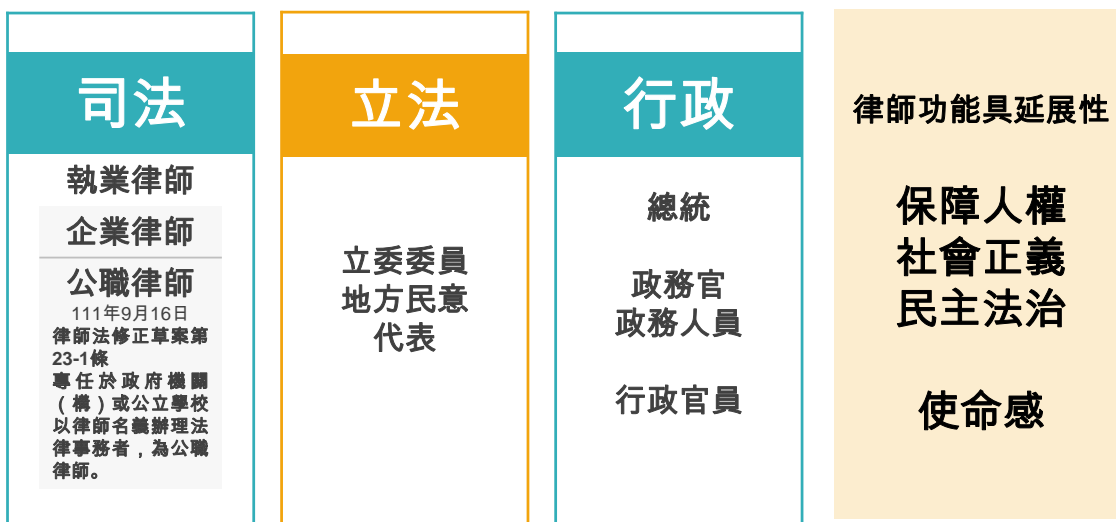 司法
執業律師
企業律師
公職律師
111年9月16日
律師法修正草案第
23-1條
專任於政府機關
（構）或公立學校
以律師名義辦理法
律事務者，為公職
律師。
立法
立委委員
地方民意
代表
行政
總統
政務官
政務人員
行政官員
律師功能具延展性
保障人權
社會正義
民主法治
使命感